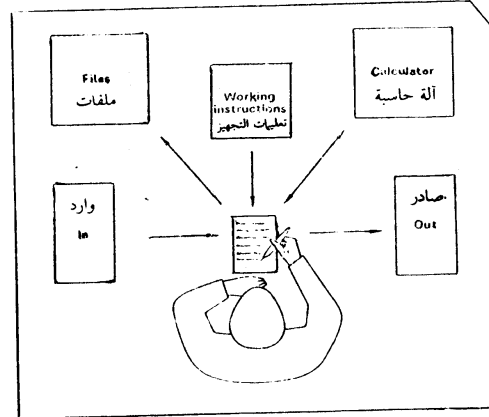 Files
ملفات
Working
instructions
تعليمات التجهيز
Calculator
آلة حاسبة
وارد
In
صادر
Out